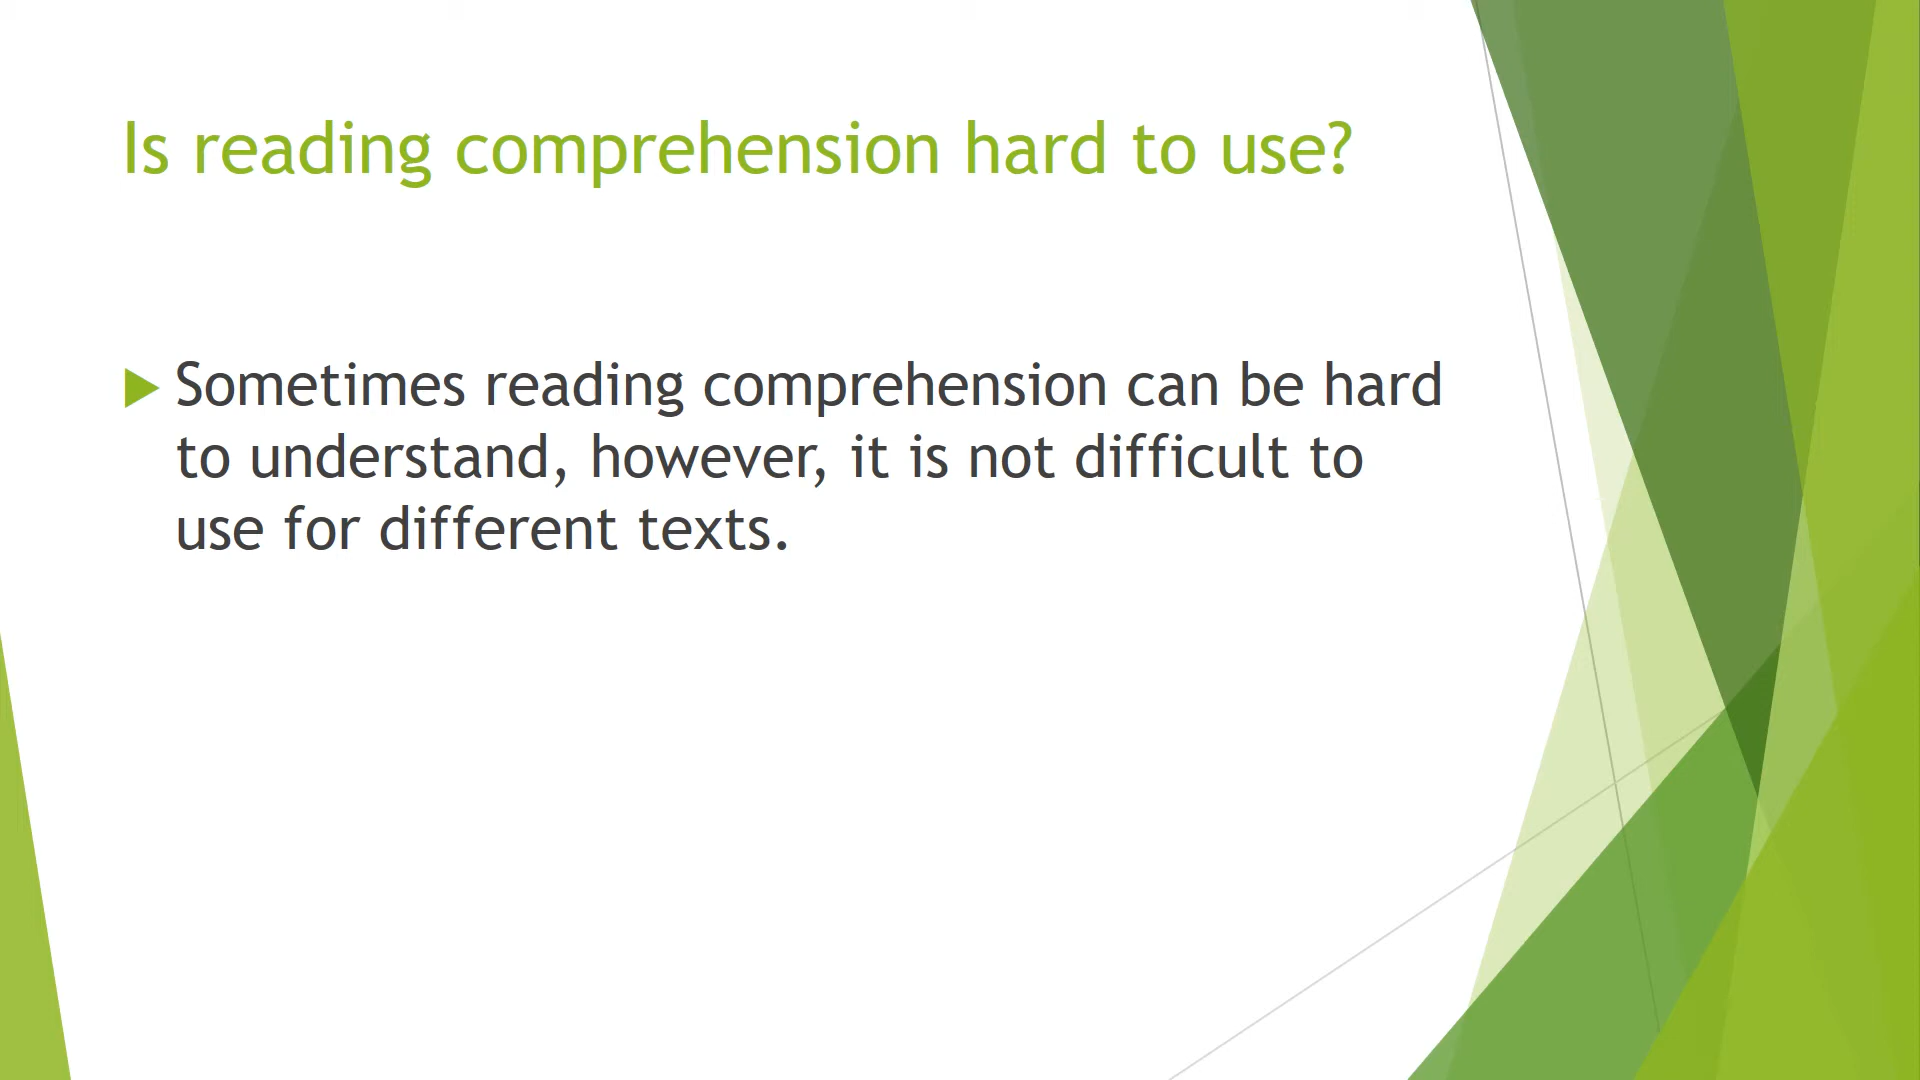 Is reading comprehension hard to use?
Sometimes reading comprehension can be hard
to understand, however, it is not difficult to
use for different texts.